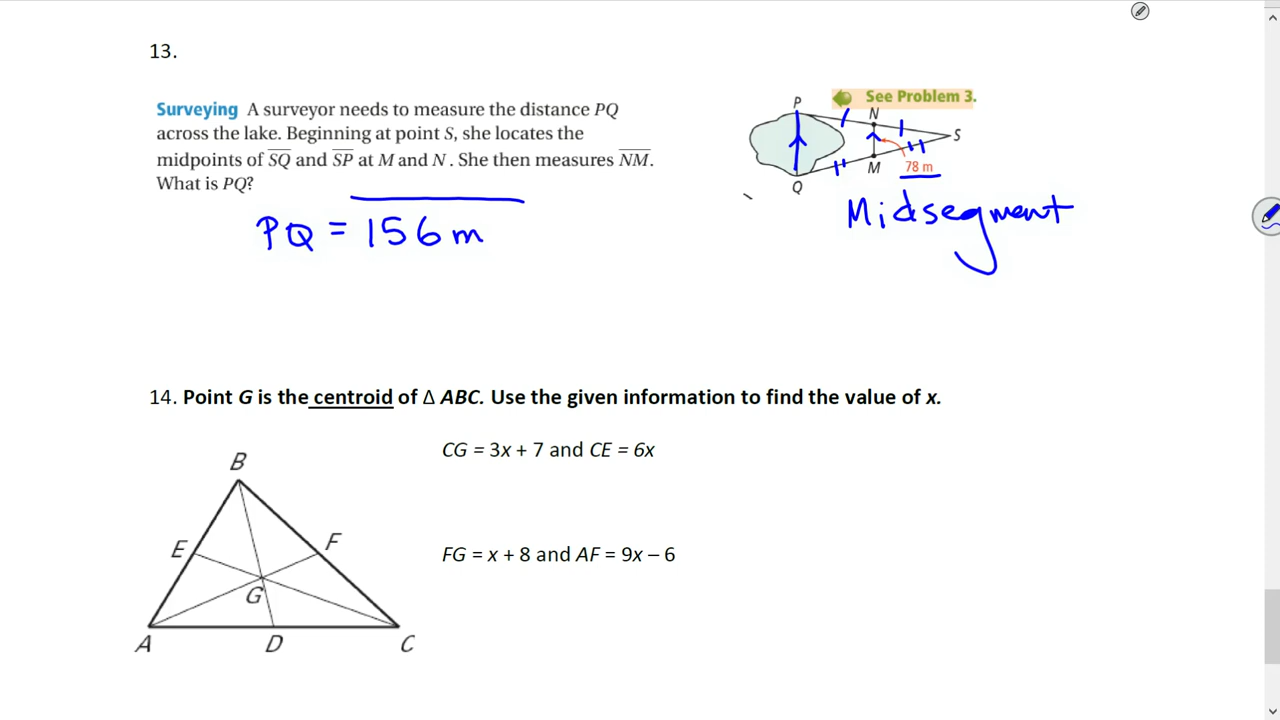 13.
Surveying A surveyor needs to measure the distance PQ
across the lake. Beginning at point S, she locates the
midpoints of SQ and SP at M and N. She then measures NM.
What is PQ?
PQ = 156 m
See Problem 3.
P
N
S
M
78 m
Q
Midsegment
14. Point G is the centroid of Δ ABC. Use the given information to find the value of x.
CG = 3x + 7 and CE = 6x
FG = x + 8 and AF = 9x – 6
B
E
F
G
A
D
C